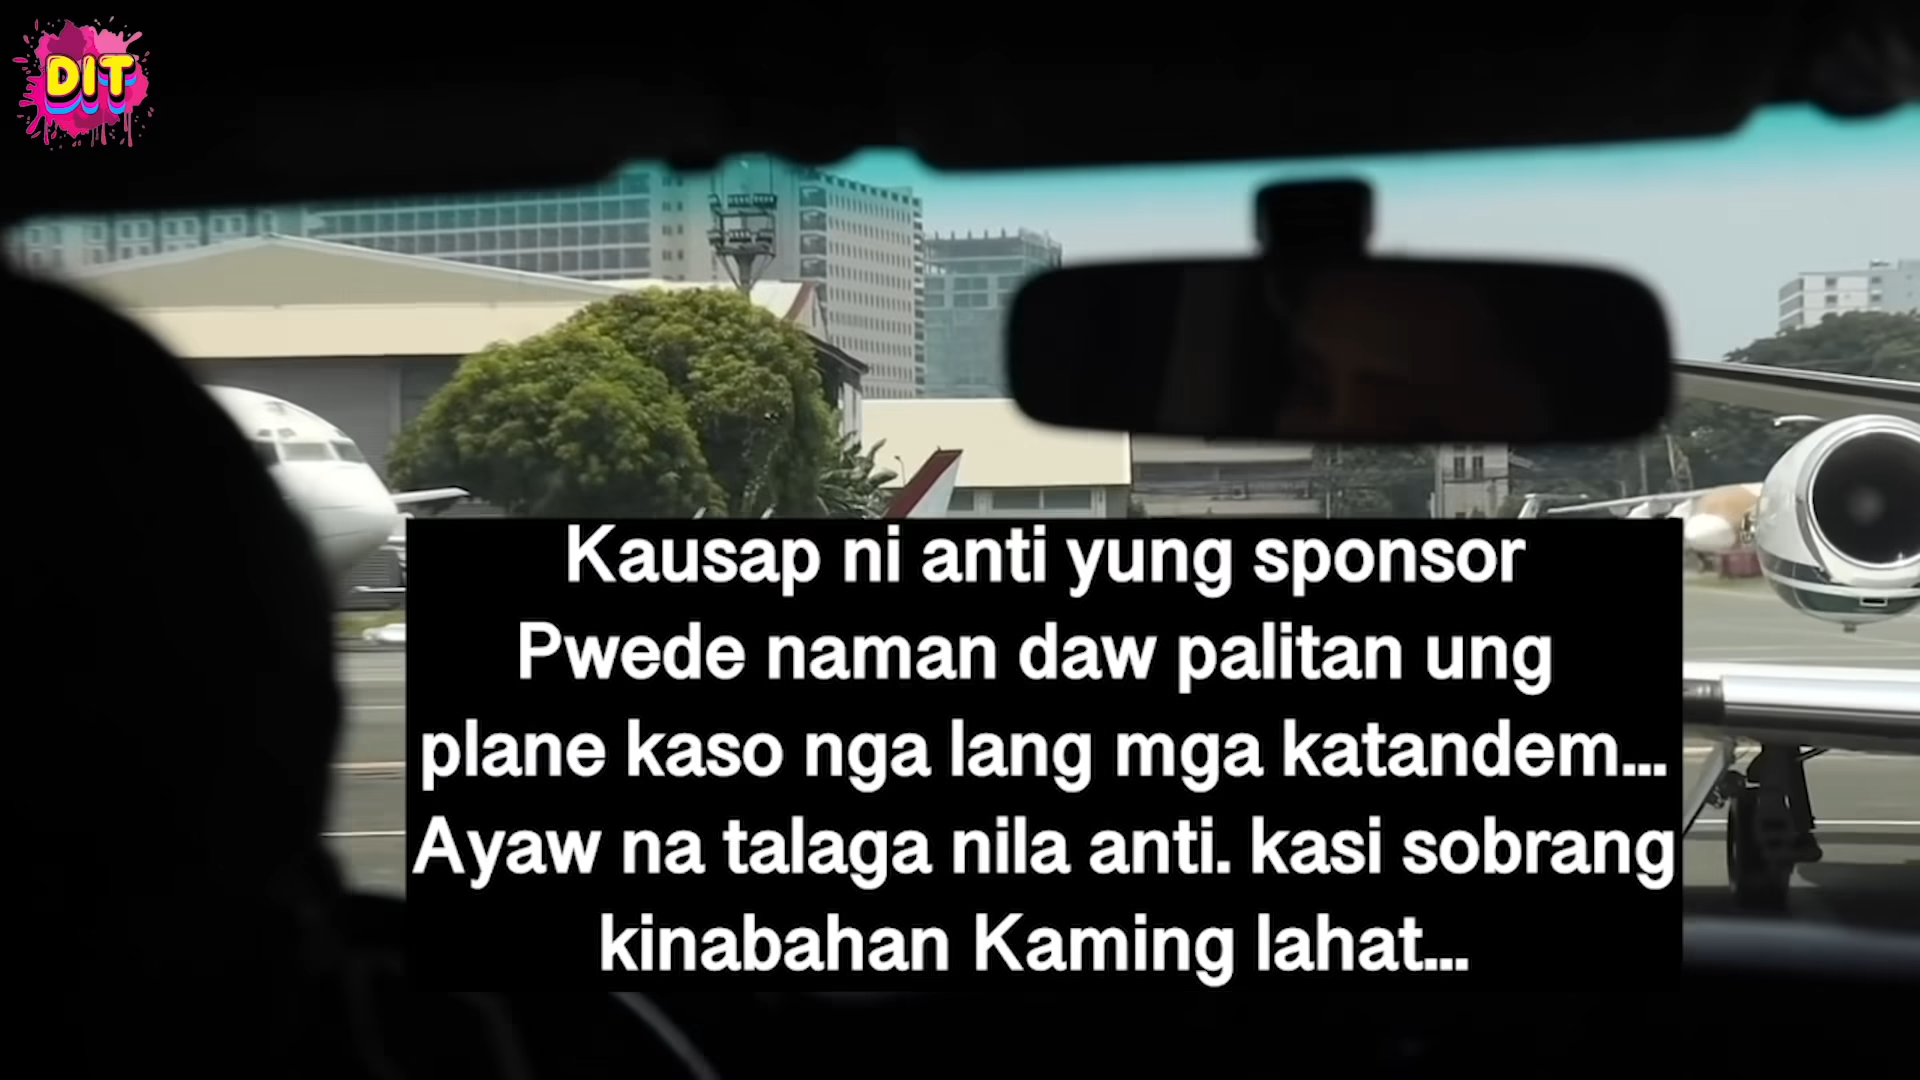 DIT
Kausap ni anti yung sponsor
Pwede naman daw palitan ung
plane kaso nga lang mga katandem...
Ayaw na talaga nila anti. kasi sobrang
kinabahan Kaming lahat...